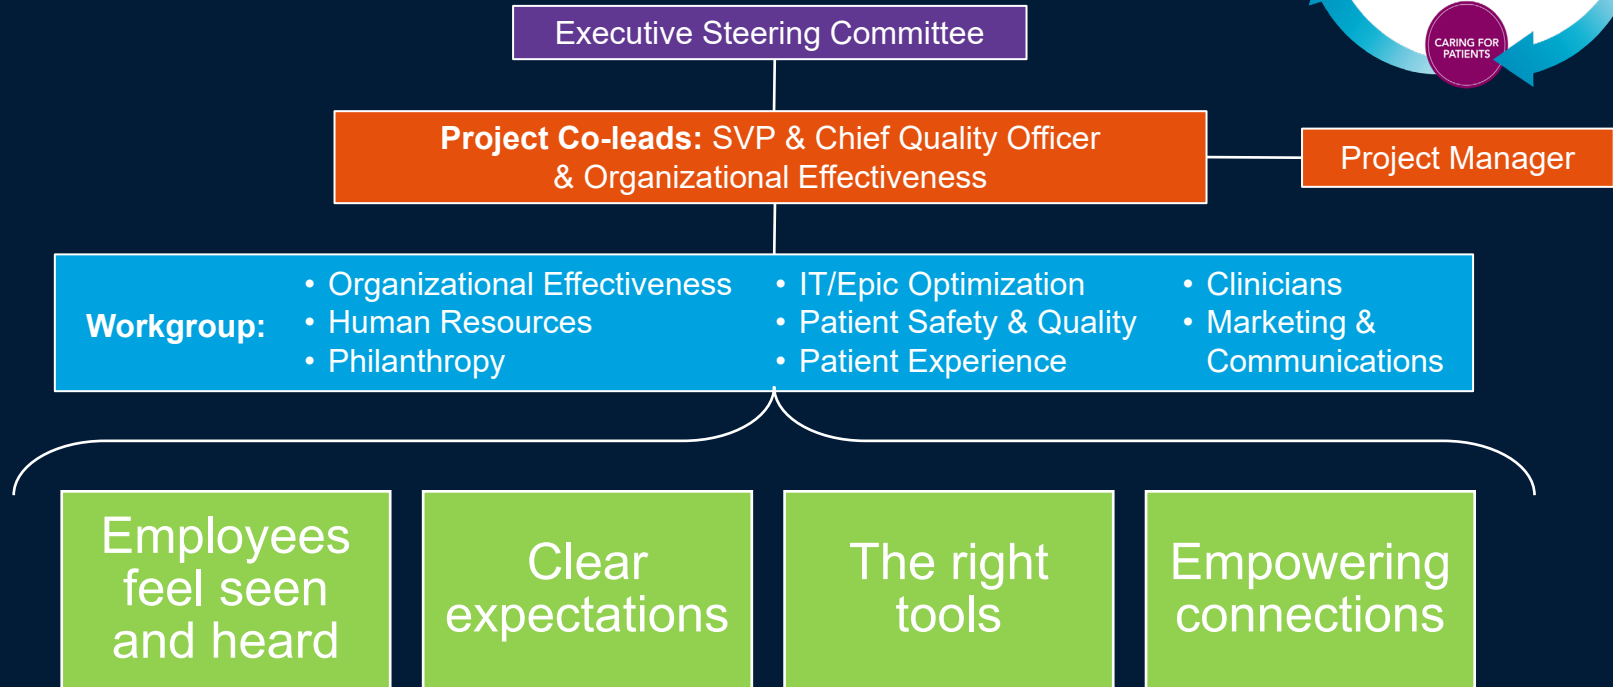 Executive Steering Committee
CARING FOR
PATIENTS
Project Co-leads: SVP & Chief Quality Officer
& Organizational Effectiveness
Project Manager
Workgroup:
• Organizational Effectiveness
• Human Resources
• Philanthropy
• IT/Epic Optimization
• Patient Safety & Quality
• Patient Experience
• Clinicians
• Marketing &
Communications
Employees
feel seen
and heard
Clear
expectations
The right
tools
Empowering
connections